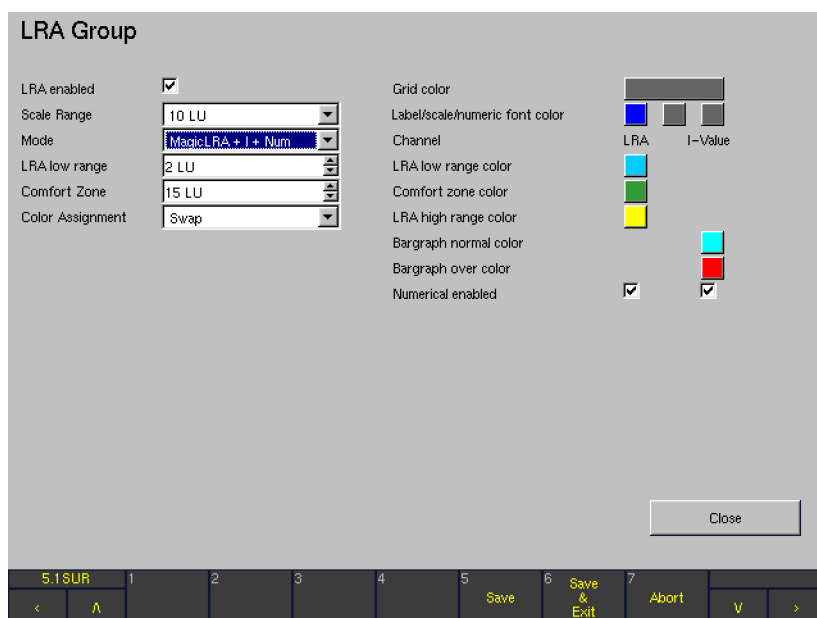 LRA Group
LRA enabled
Scale Range 10 LU
Mode MagicLRA + I + Num
LRA low range 2 LU
Comfort Zone 15 LU
Color Assignment Swap
Grid color
Label/scale/numeric font color
Channel LRA I-Value
LRA low range color
Comfort zone color
LRA high range color
Bargraph normal color
Bargraph over color
Numerical enabled
Close
5.1SUR 1 2 3 4 5 Save 6 Save & Exit 7 Abort
< Λ V >